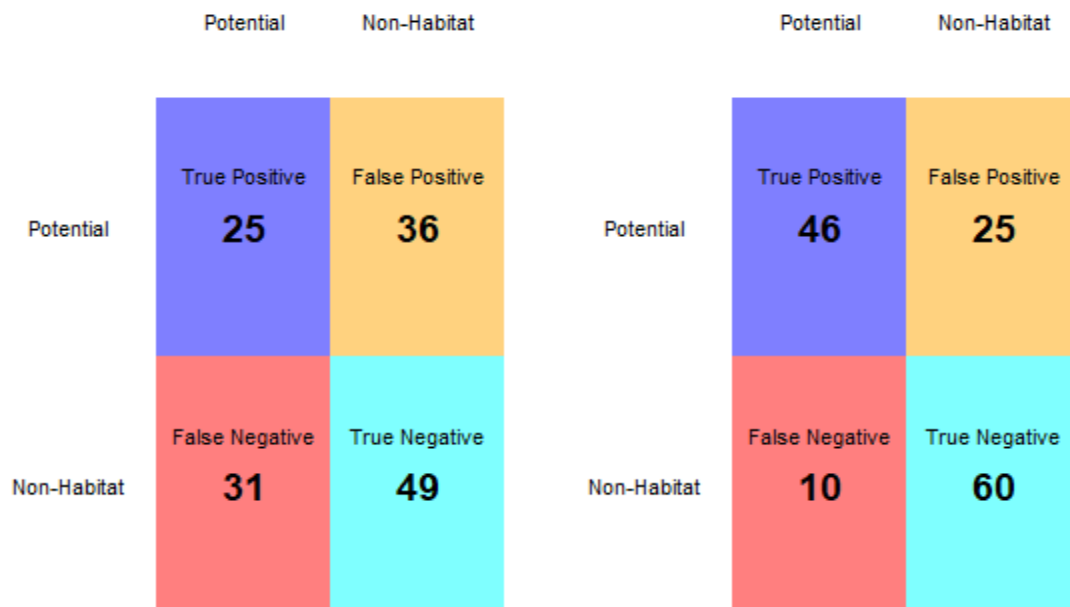 Potential Non-Habitat Potential Non-Habitat
True Positive False Positive True Positive False Positive
Potential 25 36 Potential 46 25
False Negative True Negative False Negative True Negative
Non-Habitat 31 49 Non-Habitat 10 60